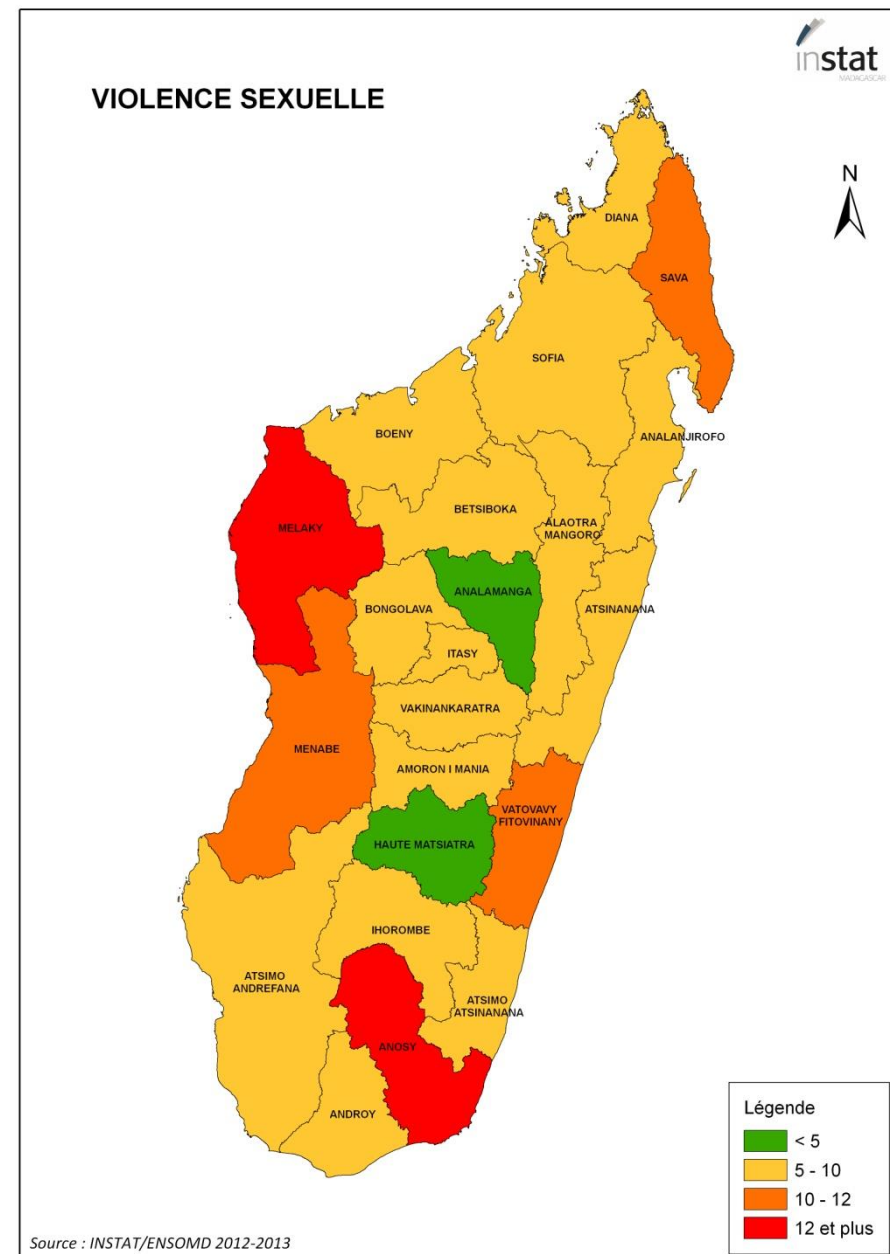 instat
MADAGASCAR
VIOLENCE SEXUELLE
N
DIANA
SAVA
SOFIA
ANALANJIROFO
BOENY
BETSIBOKA
ALAOTRA
MANGORO
MELAKY
ANALAMANGA
ATSINANANA
BONGOLAVA
ITASY
VAKINANKARATRA
MENABE
AMORON I MANIA
VATOVAVY
FITOVINANY
HAUTE MATSIATRA
IHOROMBE
ATSIMO
ANDREFANA
ATSIMO
ATSINANANA
ANOSY
ANDROY
Légende
< 5
5 - 10
10 - 12
12 et plus
Source : INSTAT/ENSOMD 2012-2013